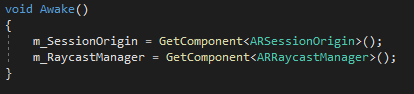 void Awake()
{
    m_SessionOrigin = GetComponent<ARSessionOrigin>();
    m_RaycastManager = GetComponent<ARRaycastManager>();
}